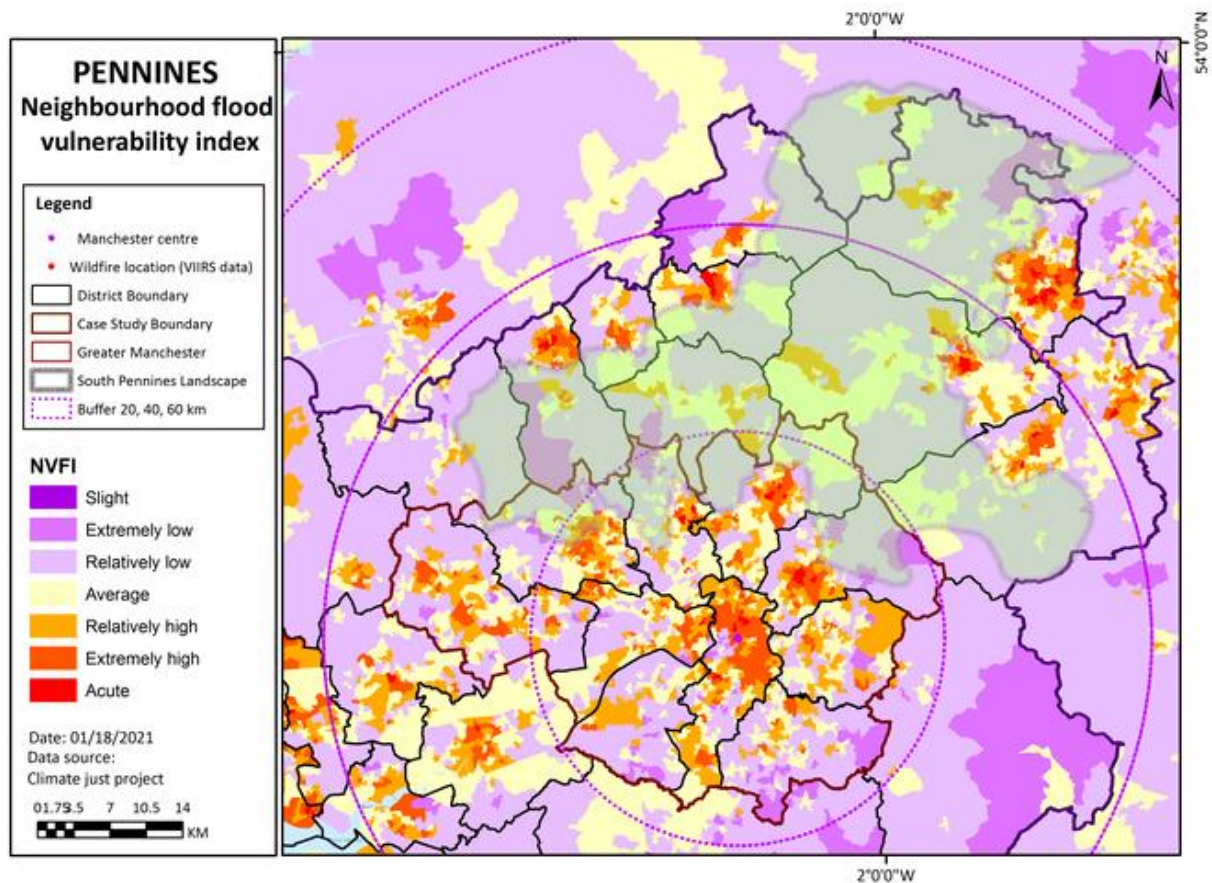 PENNINES
Neighbourhood flood
vulnerability index
Legend
Manchester centre
Wildfire location (VIIRS data)
District Boundary
Case Study Boundary
Greater Manchester
South Pennines Landscape
Buffer 20, 40, 60 km
NVFI
Slight
Extremely low
Relatively low
Average
Relatively high
Extremely high
Acute
Date: 01/18/2021
Data source:
Climate just project
01.753.5 7 10.5 14
KM
2°0'0"W
54°0'0"N
N
2°0'0"W